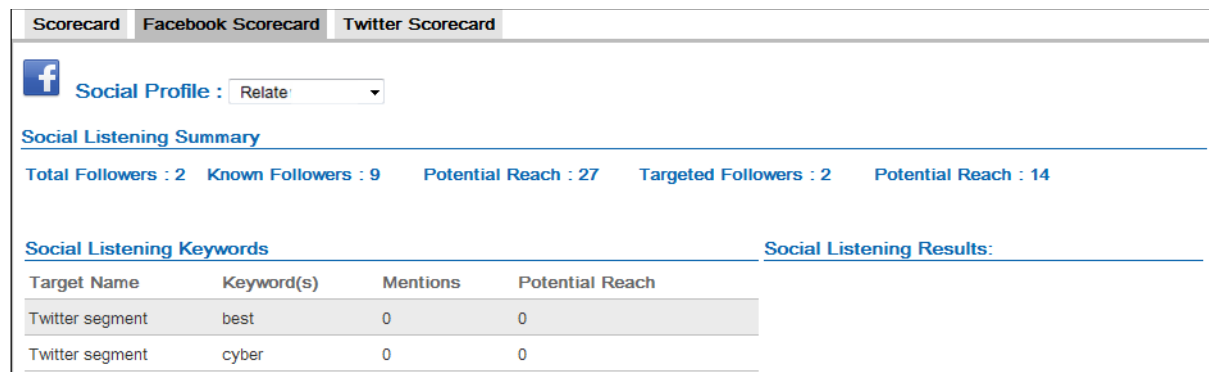 Scorecard Facebook Scorecard Twitter Scorecard
f Social Profile : Relate
Social Listening Summary
Total Followers : 2 Known Followers : 9 Potential Reach : 27 Targeted Followers : 2 Potential Reach : 14
Social Listening Keywords Social Listening Results:
Target Name Keyword(s) Mentions Potential Reach
Twitter segment best 0 0
Twitter segment cyber 0 0